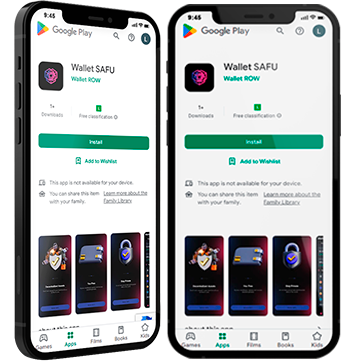 9:45
Google Play
L
Wallet SAFU
Wallet ROW
1+
Downloads
Free classification
Install
Add to Wishlist
This app is not available for your device.
You can share this item
with your family.
Learn more about the
Family Library
about this app
Games
Apps
Films
Books
Kids
9:45
Google Play
L
Wallet SAFU
Wallet ROW
1+
Downloads
Free classification
Install
Add to Wishlist
This app is not available for your device.
You can share this item
with your family.
Learn more about the
Family Library
Games
Apps
Films
Books
Kids